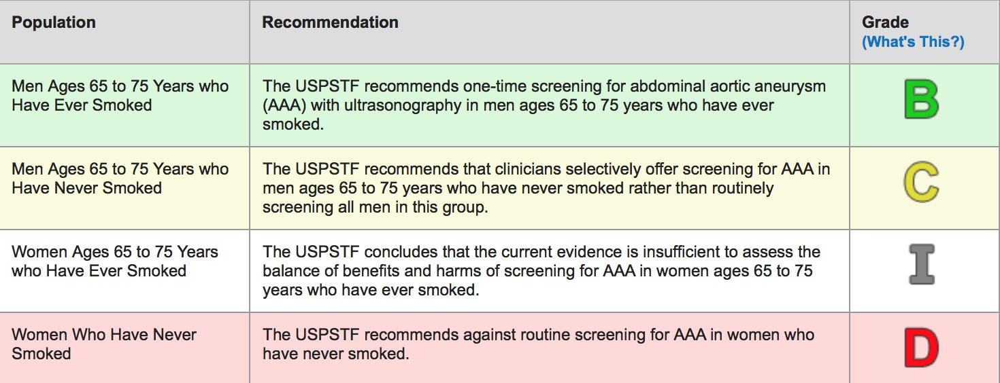 Population
Recommendation
Grade
(What's This?)
Men Ages 65 to 75 Years who
Have Ever Smoked
The USPSTF recommends one-time screening for abdominal aortic aneurysm
(AAA) with ultrasonography in men ages 65 to 75 years who have ever
smoked.
B
Men Ages 65 to 75 Years who
Have Never Smoked
The USPSTF recommends that clinicians selectively offer screening for AAA in
men ages 65 to 75 years who have never smoked rather than routinely
screening all men in this group.
C
Women Ages 65 to 75 Years
who Have Ever Smoked
The USPSTF concludes that the current evidence is insufficient to assess the
balance of benefits and harms of screening for AAA in women ages 65 to 75
years who have ever smoked.
I
Women Who Have Never
Smoked
The USPSTF recommends against routine screening for AAA in women who
have never smoked.
D